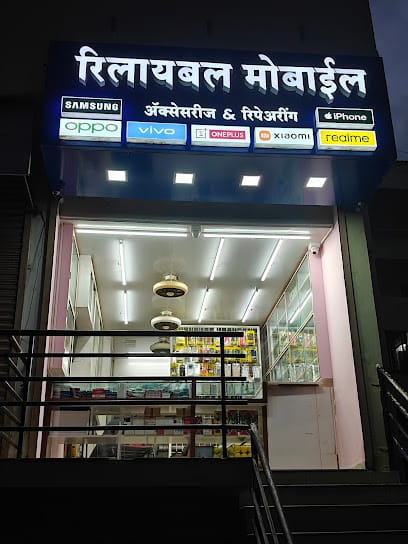 रिलायबल मोबाईल
ॲक्सेसरीज & रिपेअरींग
SAMSUNG
iPhone
oppo
vivo
ONEPLUS
xiaomi
realme